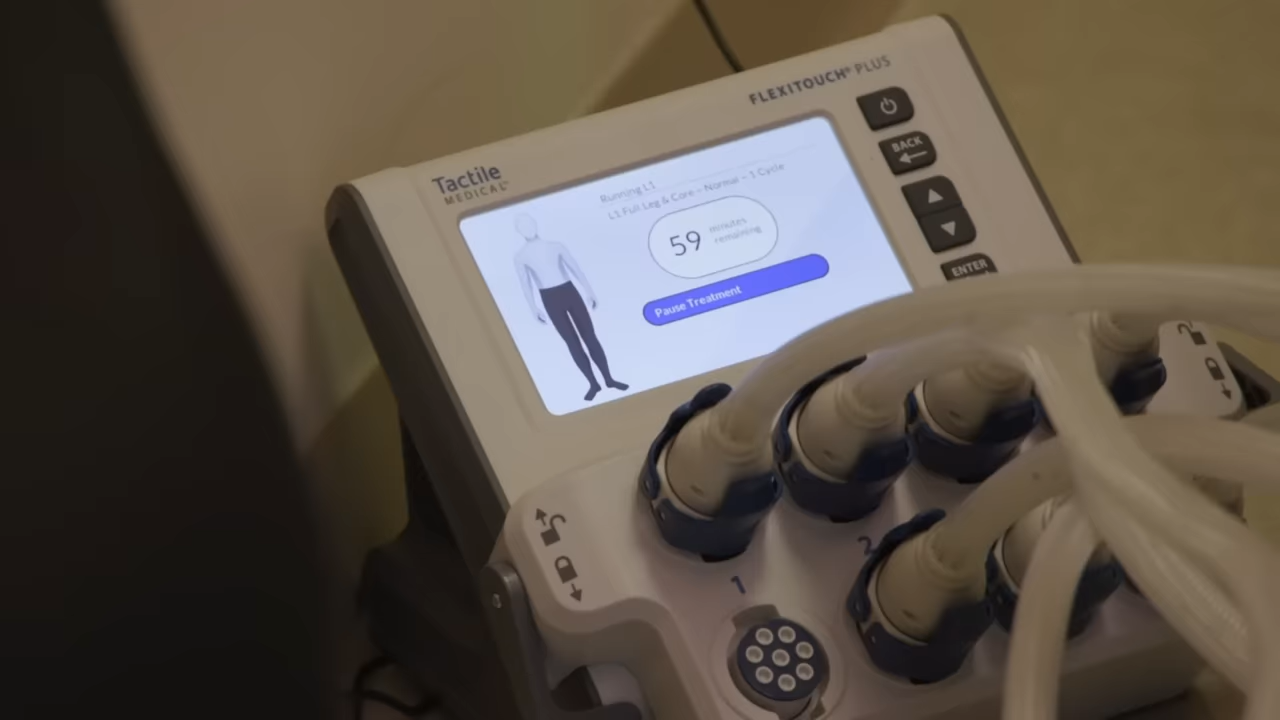 FLEXITOUCH® PLUS
Tactile
MEDICAL
BACK
Running L1
L1 Full Leg & Core - Normal - 1 Cycle
59 minutes
remaining
Pause Treatment
ENTER
1
2